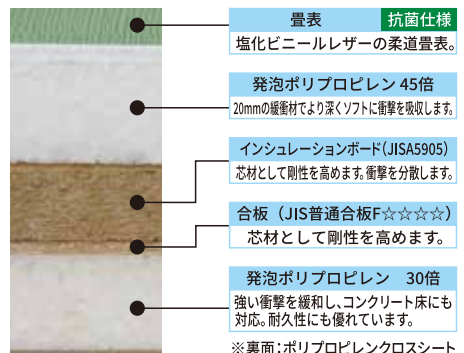 畳表 抗菌仕様
塩化ビニールレザーの柔道畳表。
発泡ポリプロピレン 45倍
20mmの緩衝材でより深くソフトに衝撃を吸収します。
インシュレーションボード(JISA5905)
芯材として剛性を高めます。衝撃を分散します。
合板（JIS普通合板F☆☆☆☆）
芯材として剛性を高めます。
発泡ポリプロピレン 30倍
強い衝撃を緩和し、コンクリート床にも
対応。耐久性にも優れています。
※裏面：ポリプロピレンクロスシート